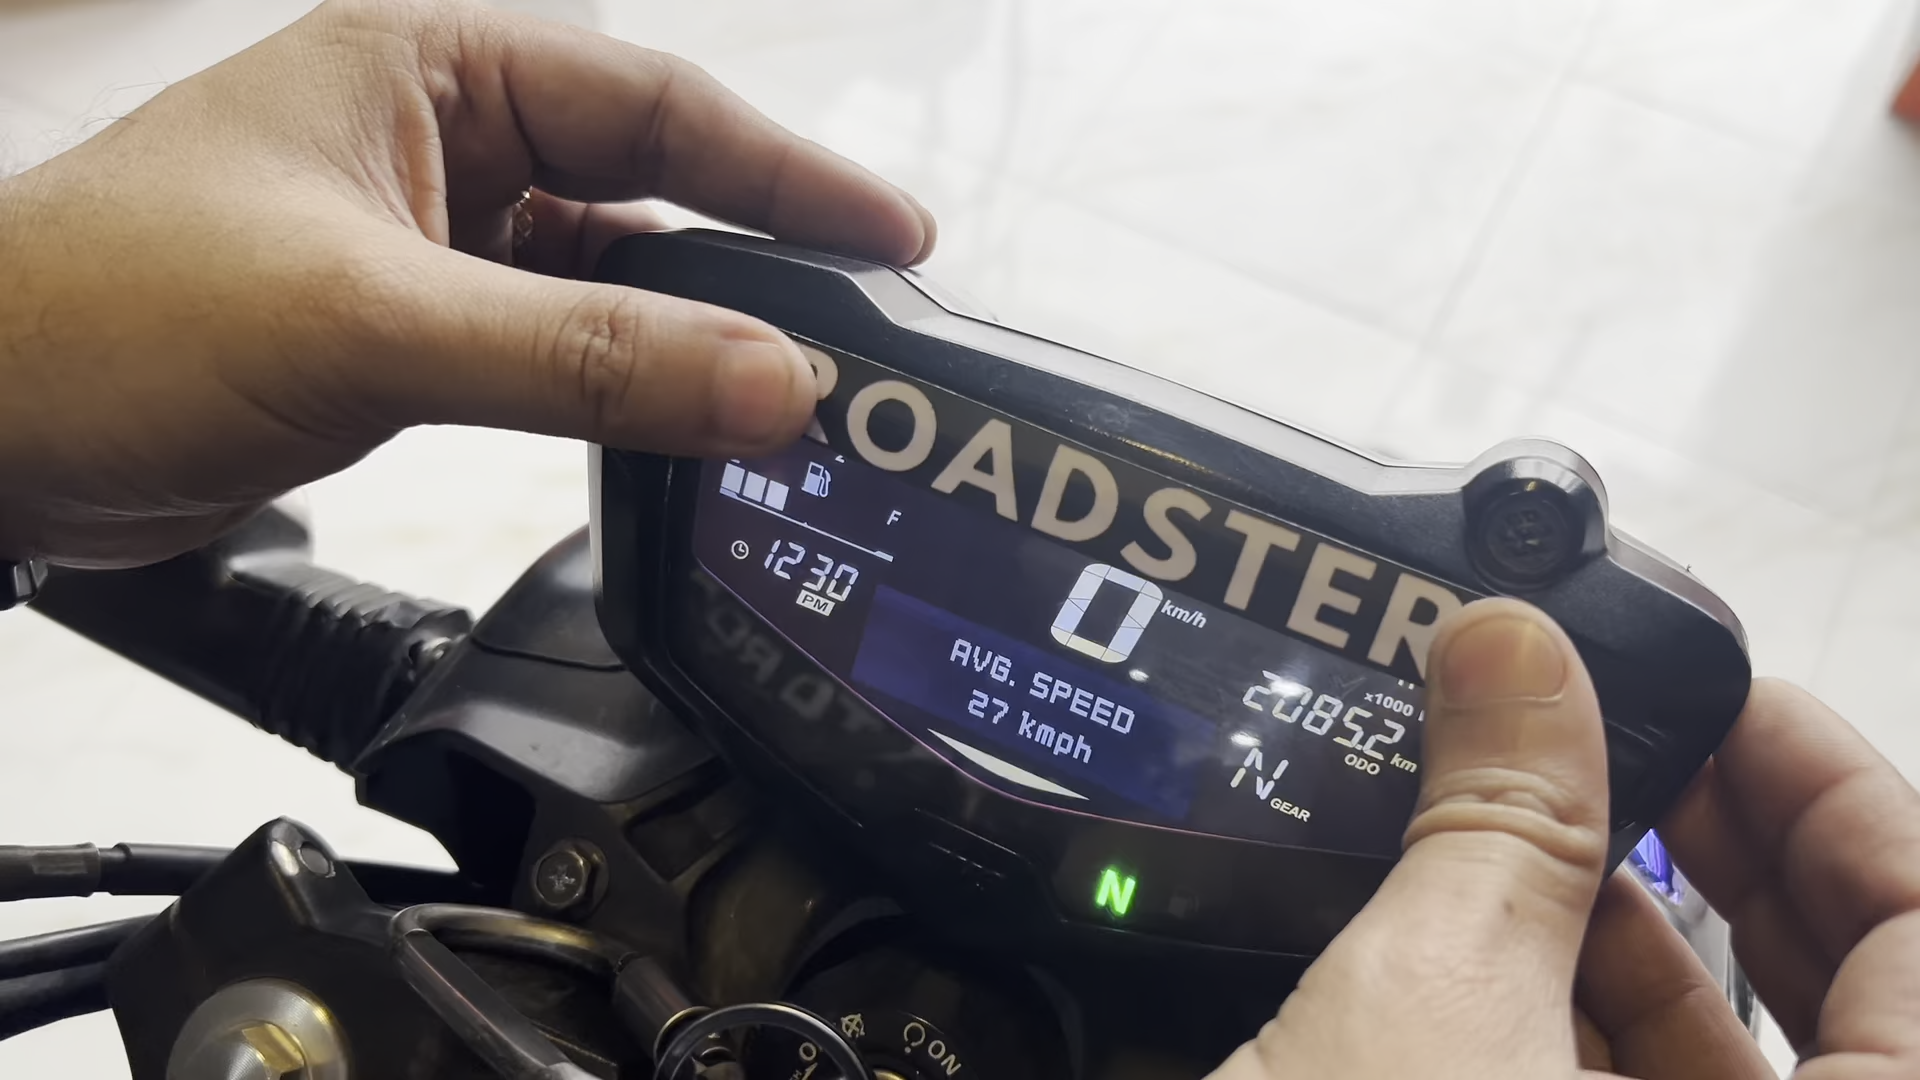 ROADSTER
F
12:30
PM
0 km/h
AVG. SPEED
27 kmph
x1000
2085.2 km
ODO
N
GEAR
N
ON